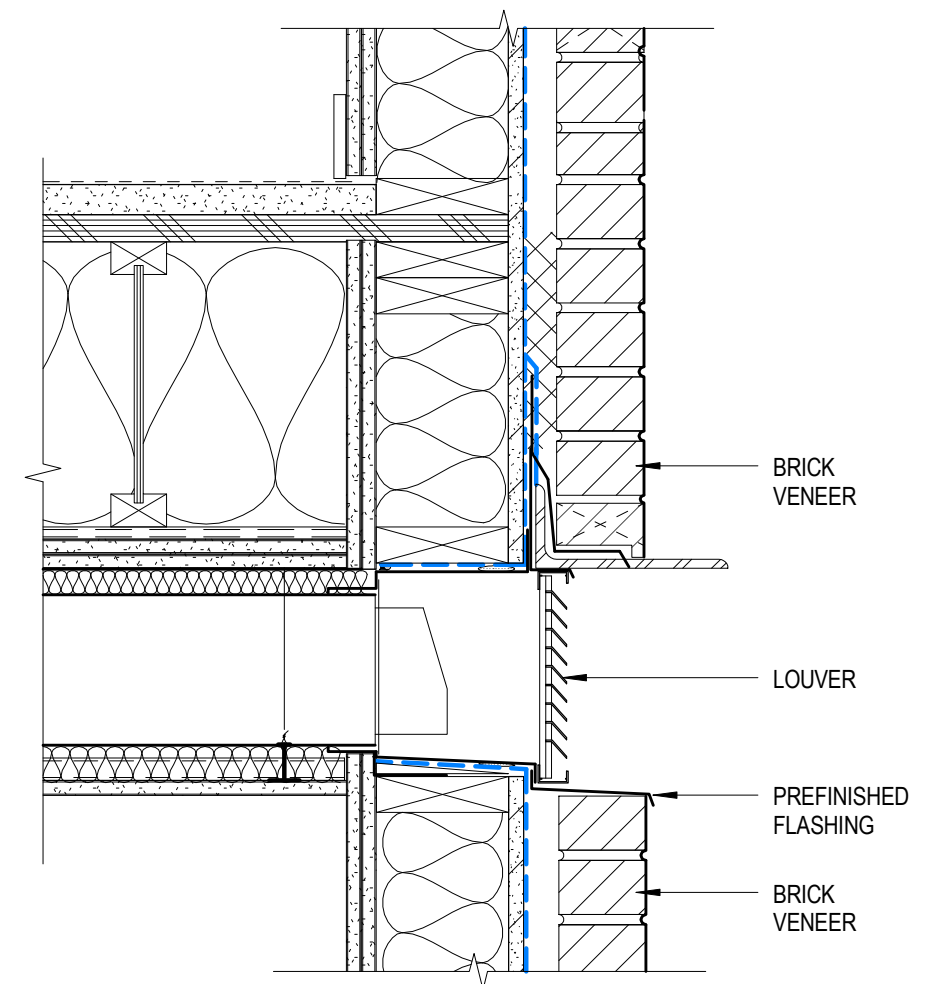 BRICK
VENEER
LOUVER
PREFINISHED
FLASHING
BRICK
VENEER